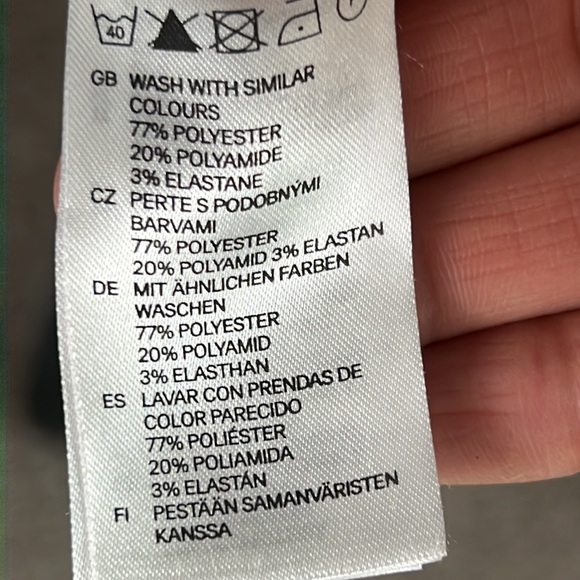 40
GB WASH WITH SIMILAR
COLOURS
77% POLYESTER
20% POLYAMIDE
3% ELASTANE
CZ PERTE S PODOBNÝMI
BARVAMI
77% POLYESTER
20% POLYAMID 3% ELASTAN
DE MIT ÄHNLICHEN FARBEN
WASCHEN
77% POLYESTER
20% POLYAMID
3% ELASTHAN
ES LAVAR CON PRENDAS DE
COLOR PARECIDO
77% POLIÉSTER
20% POLIAMIDA
3% ELASTÁN
FI PESTÄÄN SAMANVÄRISTEN
KANSSA